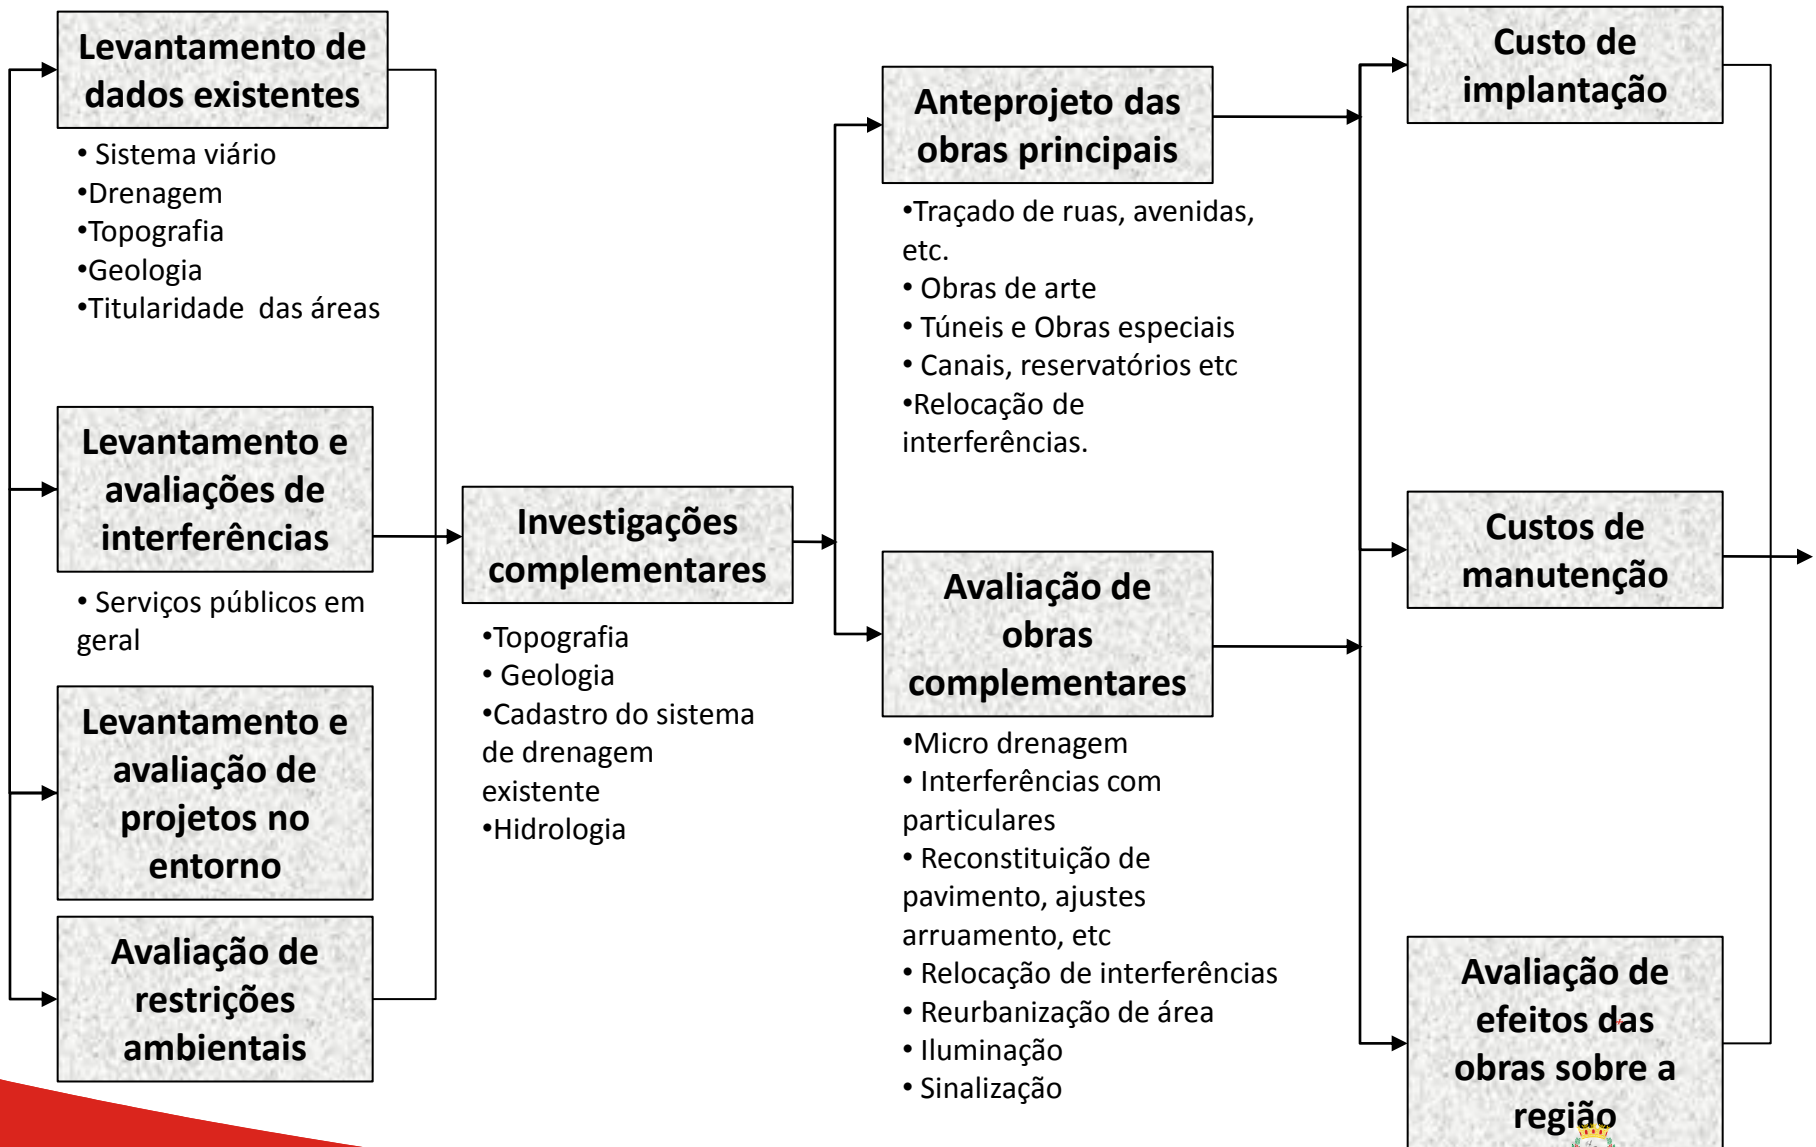 Levantamento de
dados existentes
• Sistema viário
•Drenagem
•Topografia
•Geologia
•Titularidade das áreas
Levantamento e
avaliações de
interferências
• Serviços públicos em
geral
Levantamento e
avaliação de
projetos no
entorno
Avaliação de
restrições
ambientais
Investigações
complementares
•Topografia
• Geologia
•Cadastro do sistema
de drenagem
existente
•Hidrologia
Anteprojeto das
obras principais
•Traçado de ruas, avenidas,
etc.
• Obras de arte
• Túneis e Obras especiais
• Canais, reservatórios etc
•Relocação de
interferências.
Avaliação de
obras
complementares
•Micro drenagem
• Interferências com
particulares
• Reconstituição de
pavimento, ajustes
arruamento, etc
• Relocação de interferências
• Reurbanização de área
• Iluminação
• Sinalização
Custo de
implantação
Custos de
manutenção
Avaliação de
efeitos das
obras sobre a
região